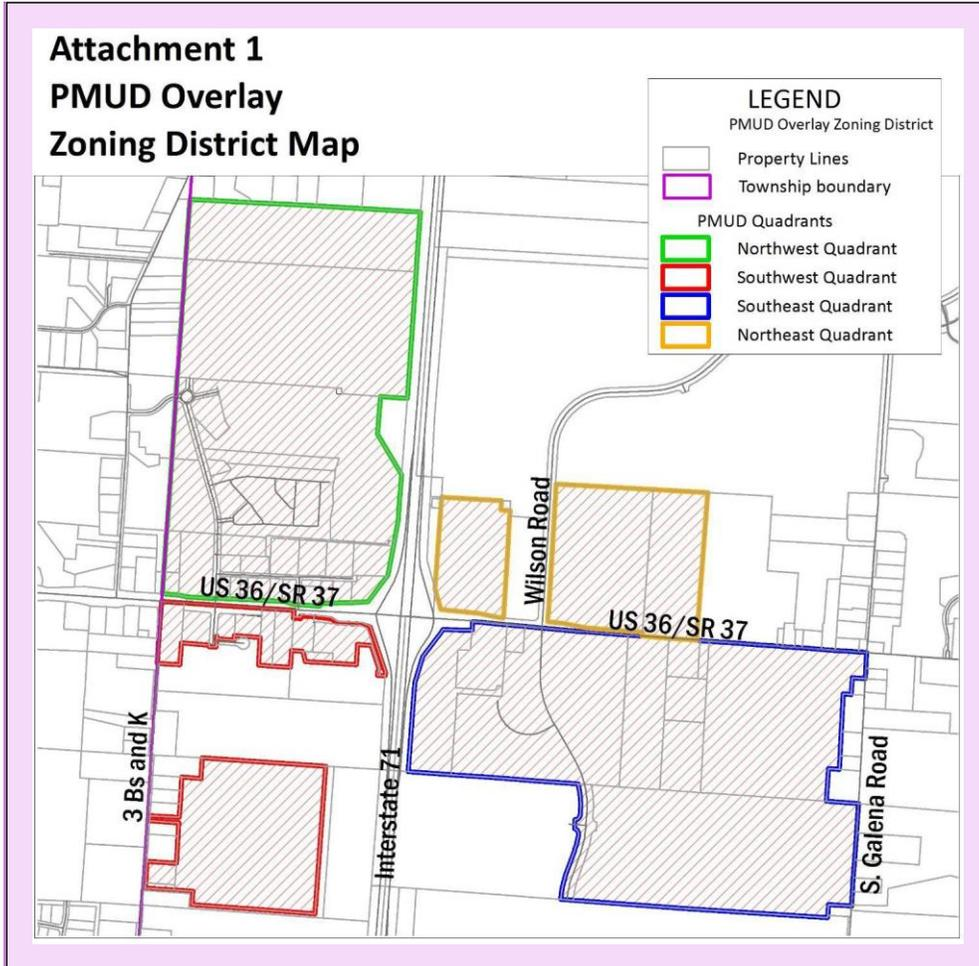 Attachment 1
PMUD Overlay
Zoning District Map
LEGEND
PMUD Overlay Zoning District
Property Lines
Township boundary
PMUD Quadrants
Northwest Quadrant
Southwest Quadrant
Southeast Quadrant
Northeast Quadrant
US 36/SR 37
Wilson Road
US 36/SR 37
3 Bs and K
Interstate 71
S. Galena Road